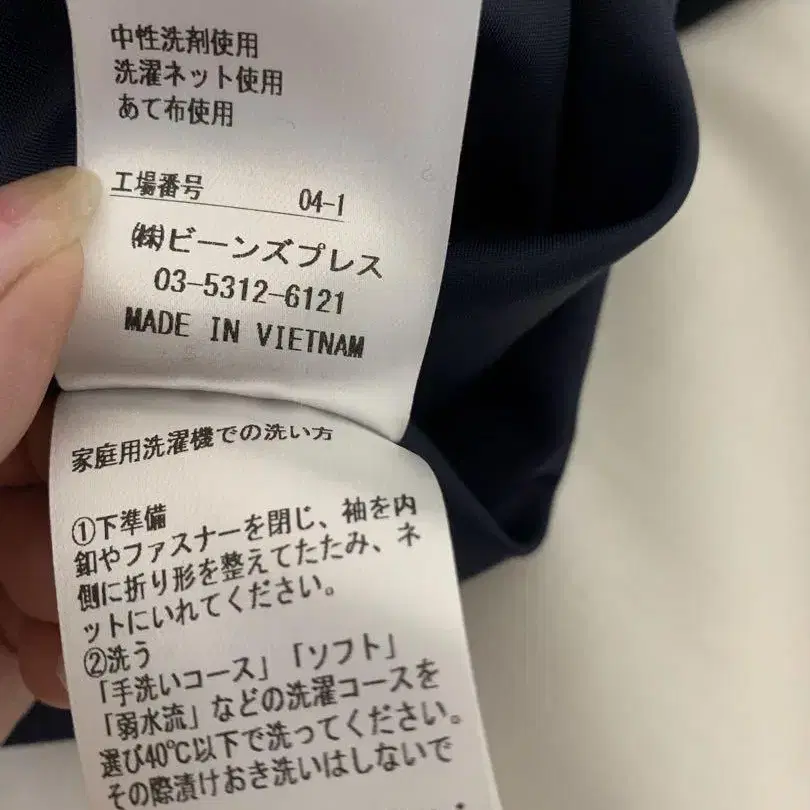 中性洗剤使用
洗濯ネット使用
あて布使用
工場番号 04-1
㈱ビーンズプレス
03-5312-6121
MADE IN VIETNAM
家庭用洗濯機での洗い方
①下準備
釦やファスナーを閉じ、袖を内
側に折り形を整えてたたみ、ネ
ットにいれてください。
②洗う
「手洗いコース」「ソフト」
「弱水流」などの洗濯コースを
選び40℃以下で洗ってください。
その際漬けおき洗いはしないで